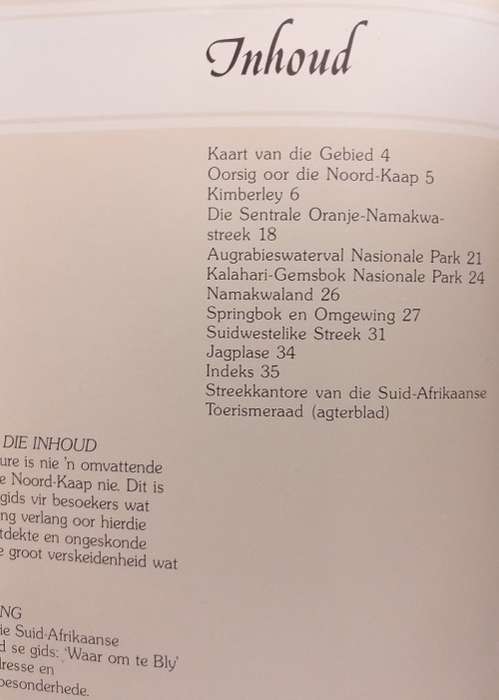 Inhoud
Kaart van die Gebied 4
Oorsig oor die Noord-Kaap 5
Kimberley 6
Die Sentrale Oranje-Namakwa-
streek 18
Augrabieswaterval Nasionale Park 21
Kalahari-Gemsbok Nasionale Park 24
Namakwaland 26
Springbok en Omgewing 27
Suidwestelike Streek 31
Jagplase 34
Indeks 35
Streekkantore van die Suid-Afrikaanse
Toerismeraad (agterblad)
DIE INHOUD
ure is nie 'n omvattende
e Noord-Kaap nie. Dit is
gids vir besoekers wat
ng verlang oor hierdie
tdekte en ongeskonde
e groot verskeidenheid wat
NG
ie Suid-Afrikaanse
d se gids: 'Waar om te Bly'
dresse en
besonderhede.